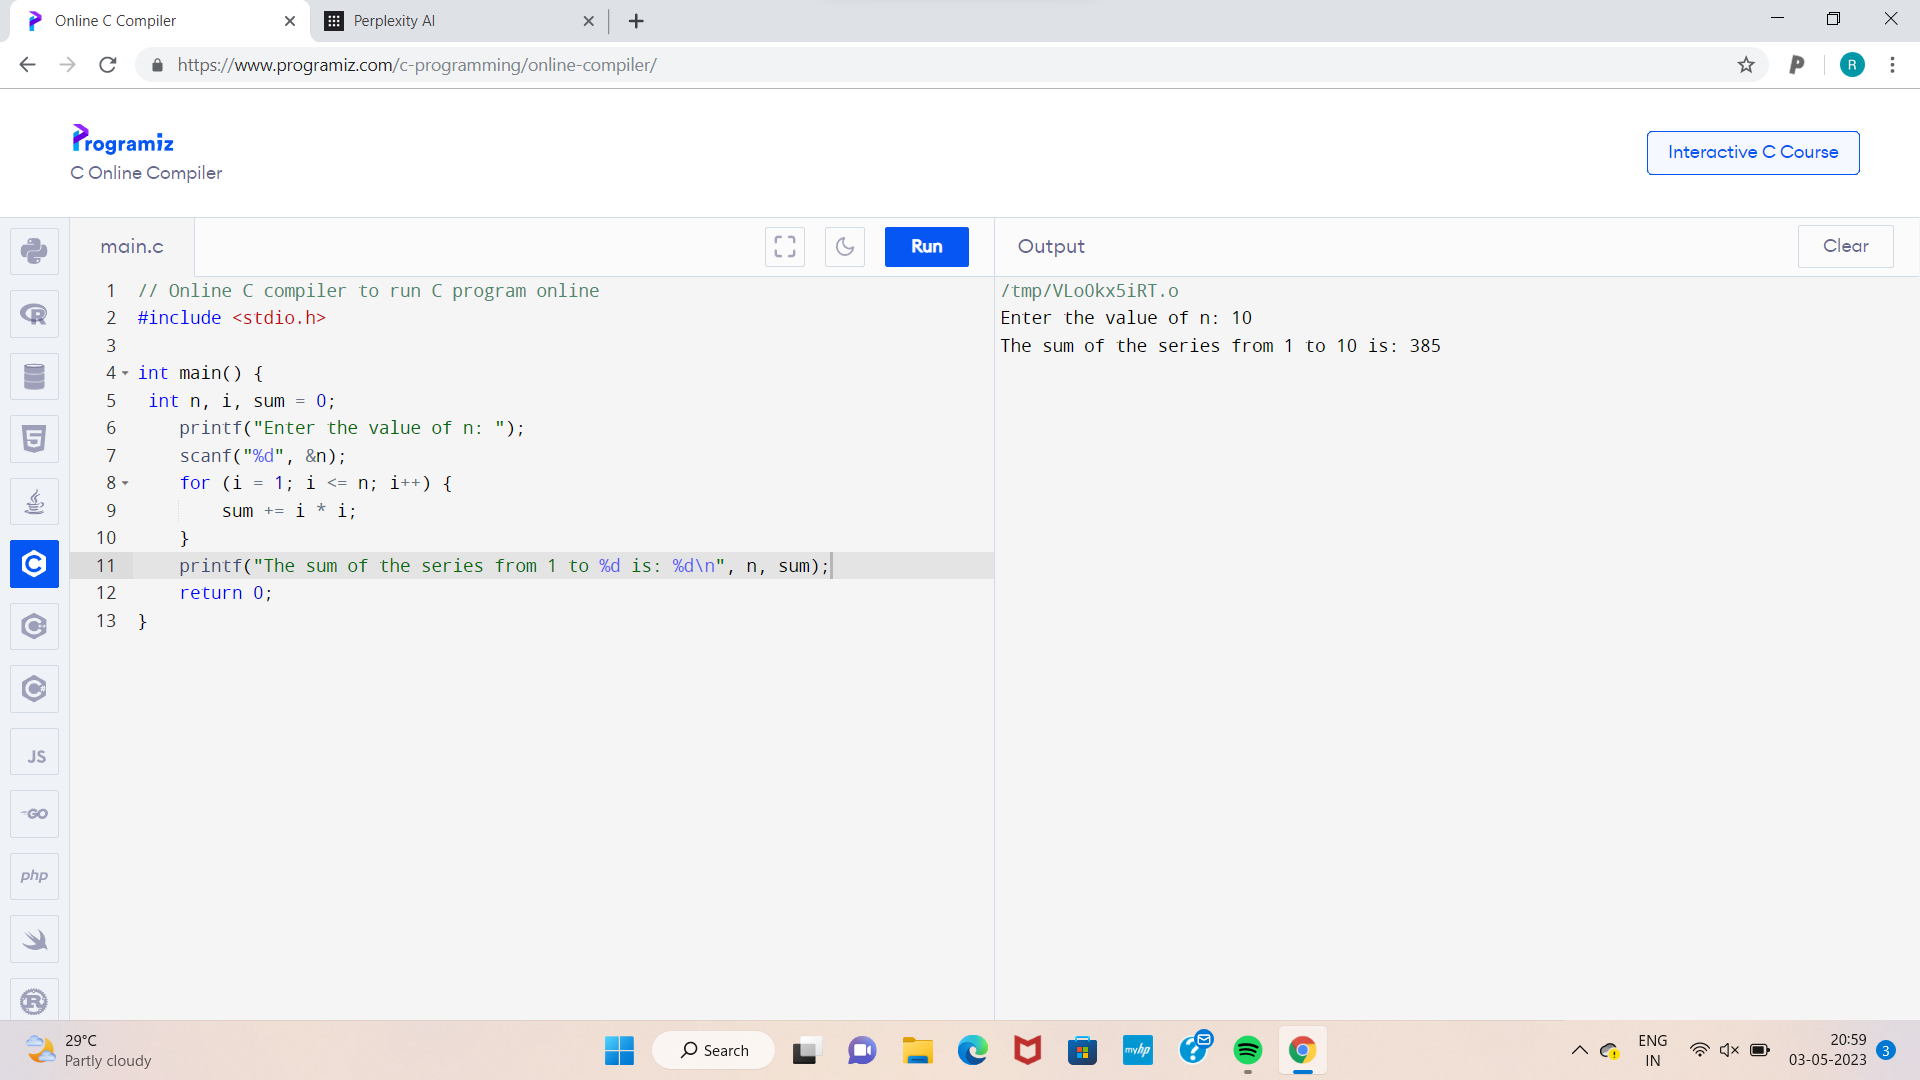 Online C Compiler
Perplexity AI
https://www.programiz.com/c-programming/online-compiler/
P
R
Programiz
C Online Compiler
Interactive C Course
main.c
Run
Output
Clear
1 // Online C compiler to run C program online
2 #include <stdio.h>
3
4 int main() {
5 int n, i, sum = 0;
6 printf("Enter the value of n: ");
7 scanf("%d", &n);
8 for (i = 1; i <= n; i++) {
9 sum += i * i;
10 }
11 printf("The sum of the series from 1 to %d is: %d\n", n, sum);
12 return 0;
13 }
/tmp/VLoOkx5iRT.o
Enter the value of n: 10
The sum of the series from 1 to 10 is: 385
R
5
C
C
C
JS
GO
php
R
29°C
Partly cloudy
Search
myhp
ENG
IN
20:59
03-05-2023
3